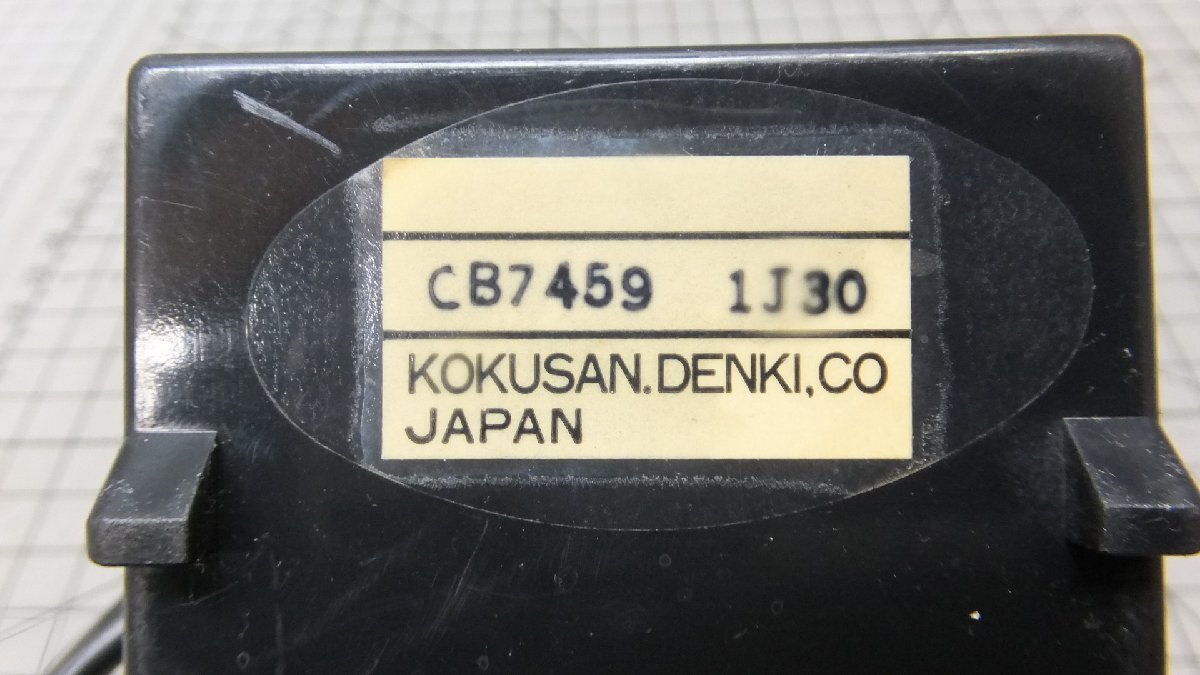 CB7459 1J30
KOKUSAN.DENKI,CO
JAPAN